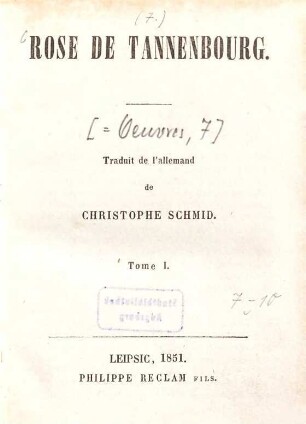 (7.)
ROSE DE TANNENBOURG.
[= Oeuvres, 7]
Traduit de l'allemand
de
CHRISTOPHE SCHMID.
Tome I.
7-10
LEIPSIC, 1851.
PHILIPPE RECLAM FILS.